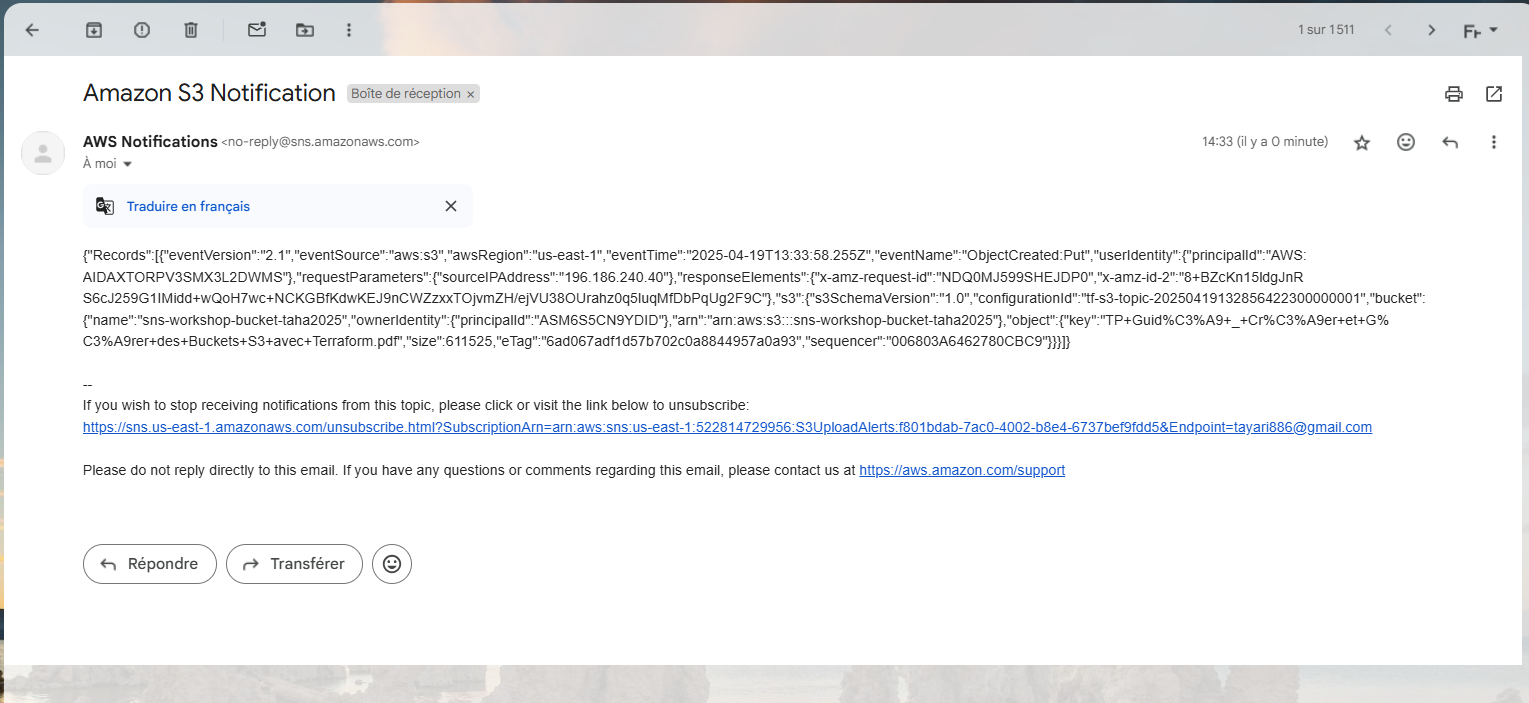 1 sur 1 511
Fr
Amazon S3 Notification Boîte de réception ×
AWS Notifications <no-reply@sns.amazonaws.com>
14:33 (il y a 0 minute)
À moi
Traduire en français
{"Records":[{"eventVersion":"2.1","eventSource":"aws:s3","awsRegion":"us-east-1","eventTime":"2025-04-19T13:33:58.255Z","eventName":"ObjectCreated:Put","userIdentity":{"principalId":"AWS:
AIDAXTORPV3SMX3L2DWMS"},"requestParameters":{"sourceIPAddress":"196.186.240.40"},"responseElements":{"x-amz-request-id":"NDQ0MJ599SHEJDP0","x-amz-id-2":"8+BZcKn15IdgJnR
S6cJ259G1IMidd+wQoH7wc+NCKGBfKdwKEJ9nCWZzxxTOjvmZH/ejVU38OUrahz0q5IuqMfDbPqUg2F9C"},"s3":{"s3SchemaVersion":"1.0","configurationId":"tf-s3-topic-20250419132856422300000001","bucket":
{"name":"sns-workshop-bucket-taha2025","ownerIdentity":{"principalId":"ASM6S5CN9YDID"},"arn":"arn:aws:s3:::sns-workshop-bucket-taha2025"},"object":{"key":"TP+Guid%C3%A9+_+Cr%C3%A9er+et+G%
C3%A9rer+des+Buckets+S3+avec+Terraform.pdf","size":611525,"eTag":"6ad067adf1d57b702c0a8844957a0a93","sequencer":"006803A6462780CBC9"}}}]}
--
If you wish to stop receiving notifications from this topic, please click or visit the link below to unsubscribe:
https://sns.us-east-1.amazonaws.com/unsubscribe.html?SubscriptionArn=arn:aws:sns:us-east-1:522814729956:S3UploadAlerts:f801bdab-7ac0-4002-b8e4-6737bef9fdd5&Endpoint=tayari886@gmail.com
Please do not reply directly to this email. If you have any questions or comments regarding this email, please contact us at https://aws.amazon.com/support
Répondre
Transférer